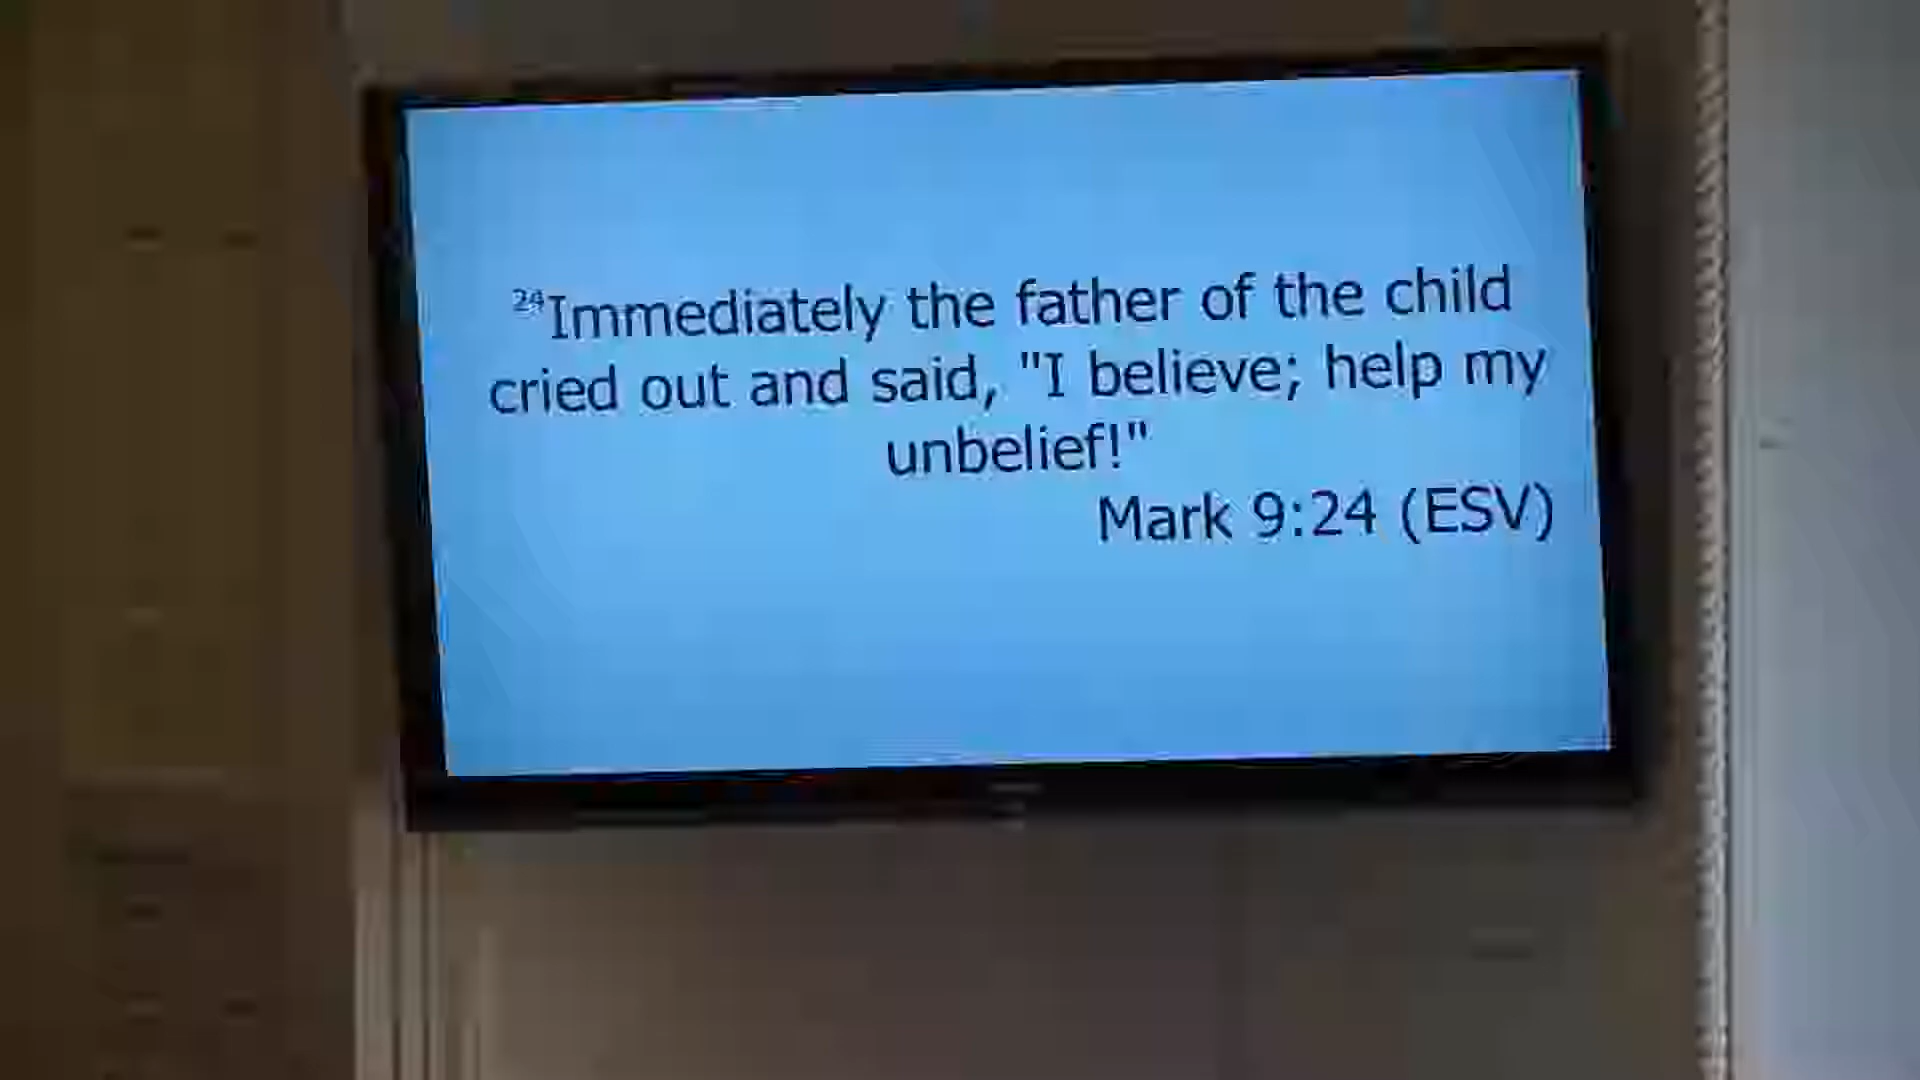 24Immediately the father of the child
cried out and said, "I believe; help my
unbelief!"
Mark 9:24 (ESV)